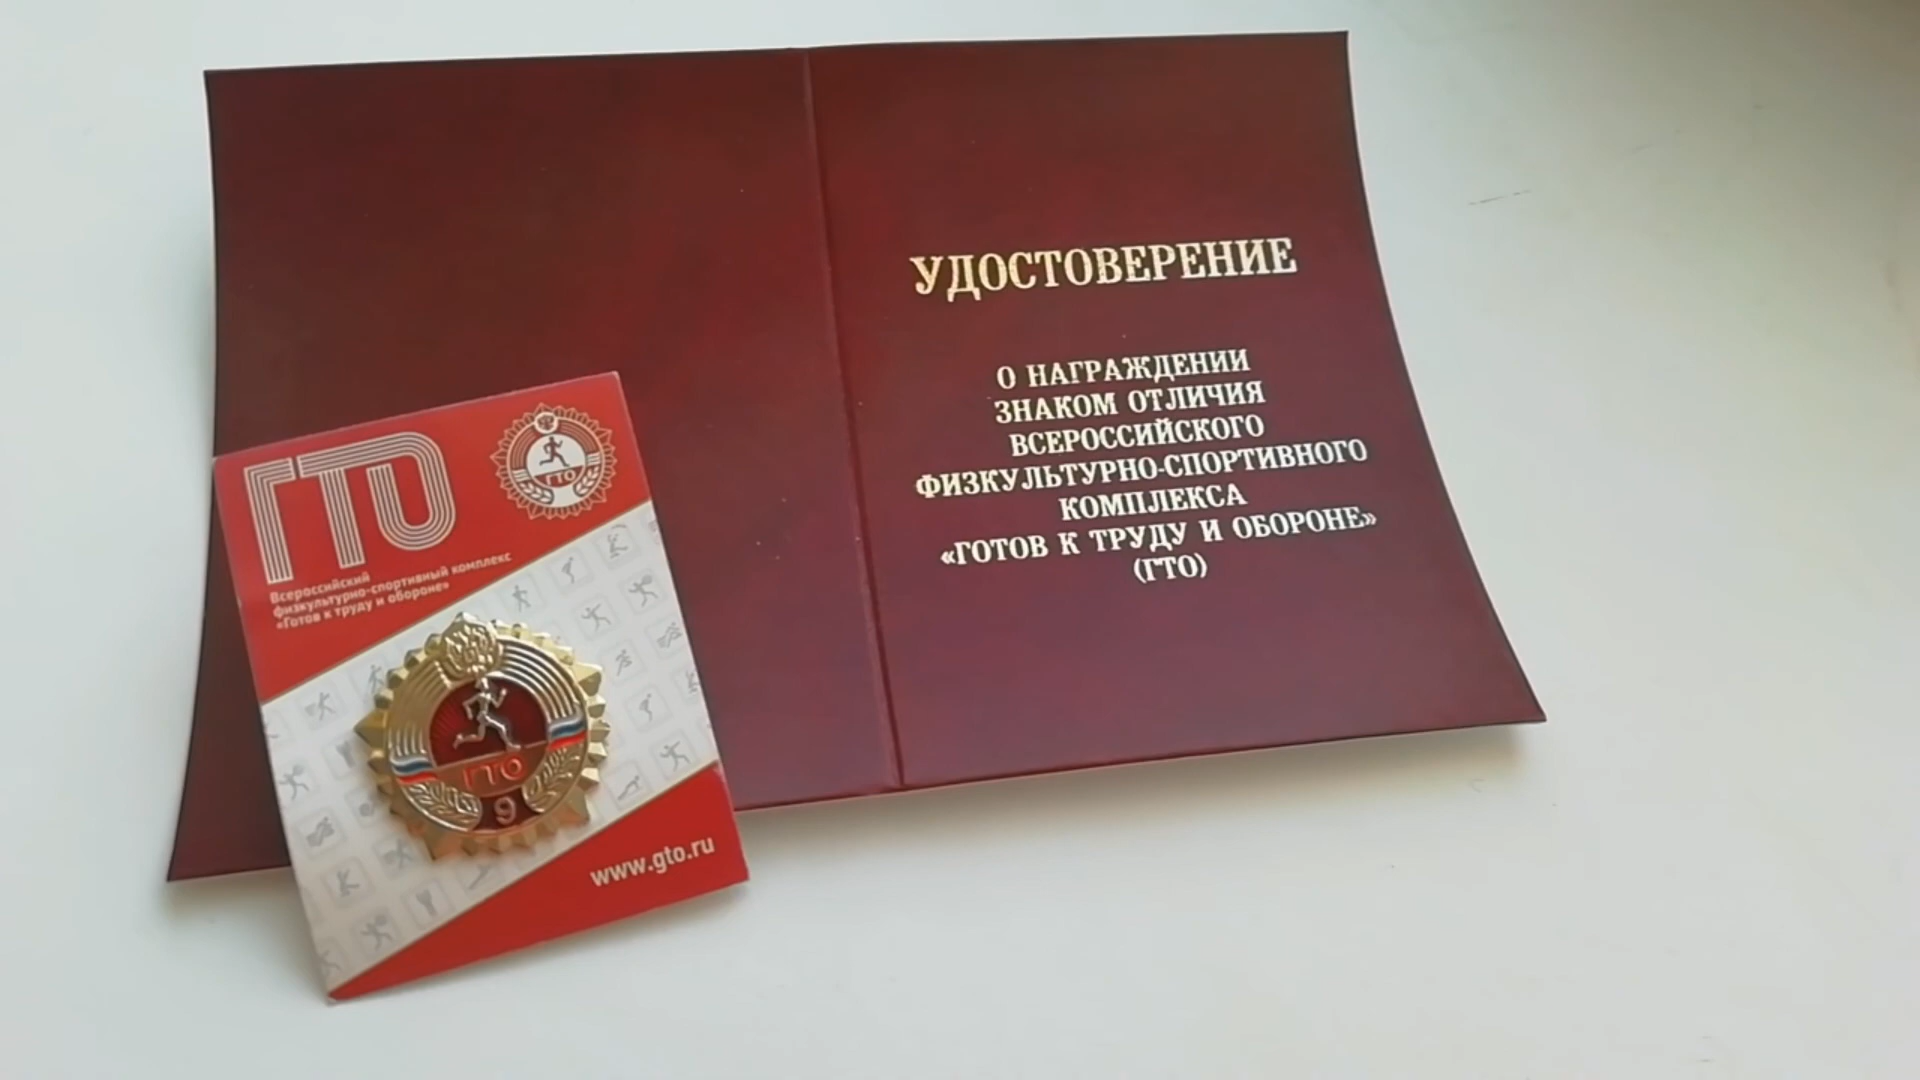 УДОСТОВЕРЕНИЕ
О НАГРАЖДЕНИИ
ЗНАКОМ ОТЛИЧИЯ
ВСЕРОССИЙСКОГО
ФИЗКУЛЬТУРНО-СПОРТИВНОГО
КОМПЛЕКСА
«ГОТОВ К ТРУДУ И ОБОРОНЕ»
(ГТО)
ГТО
ГТО
Всероссийский
физкультурно-спортивный комплекс
«Готов к труду и обороне»
ГТО
9
www.gto.ru